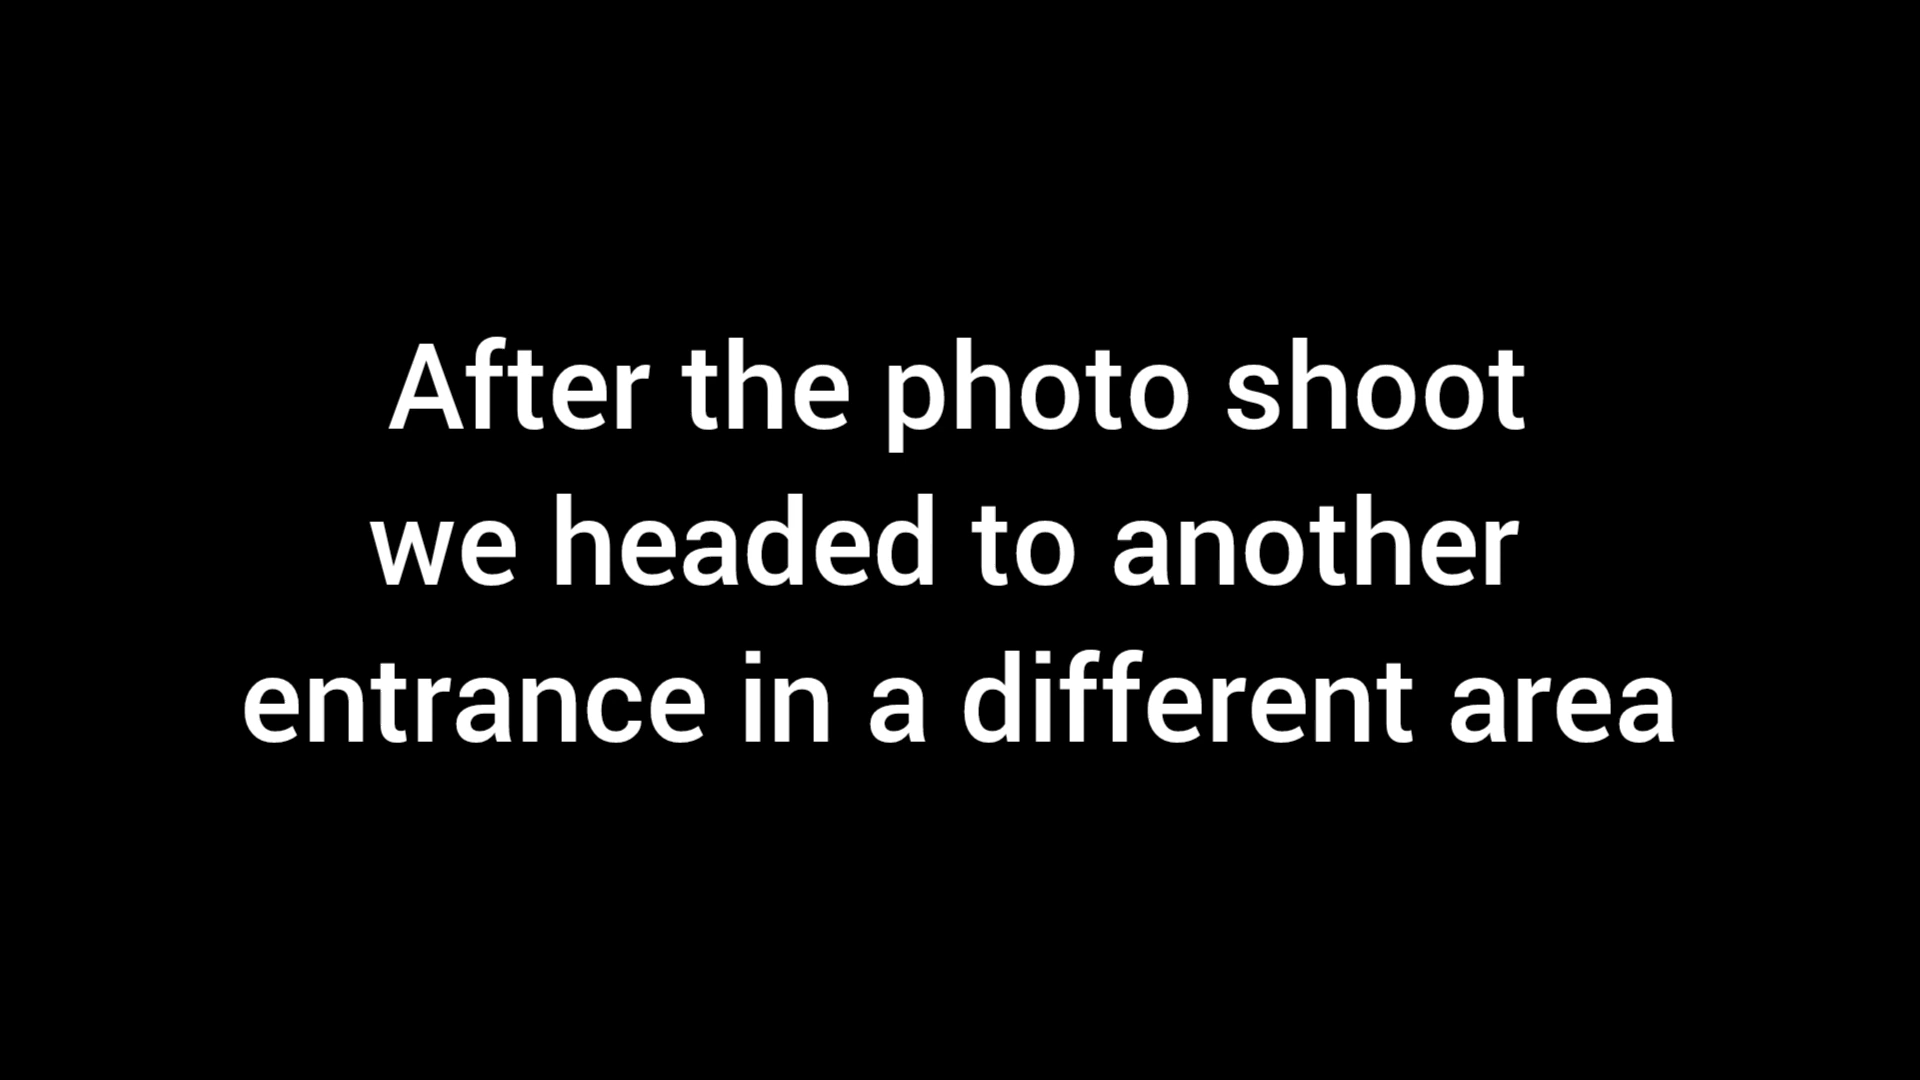 After the photo shoot
we headed to another
entrance in a different area